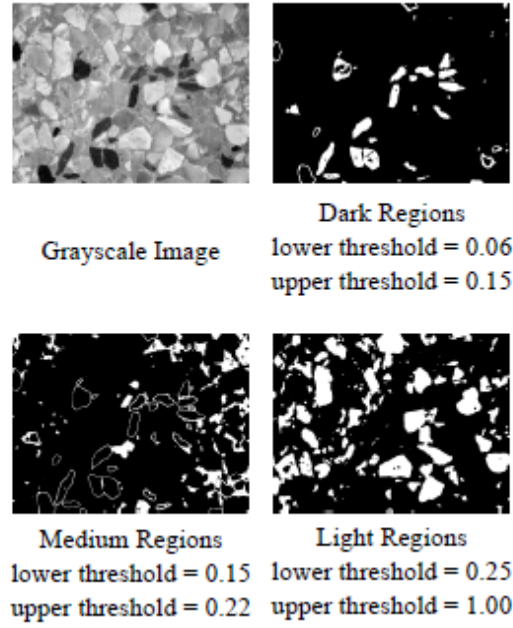 Grayscale Image
Dark Regions
lower threshold = 0.06
upper threshold = 0.15
Medium Regions
lower threshold = 0.15
upper threshold = 0.22
Light Regions
lower threshold = 0.25
upper threshold = 1.00